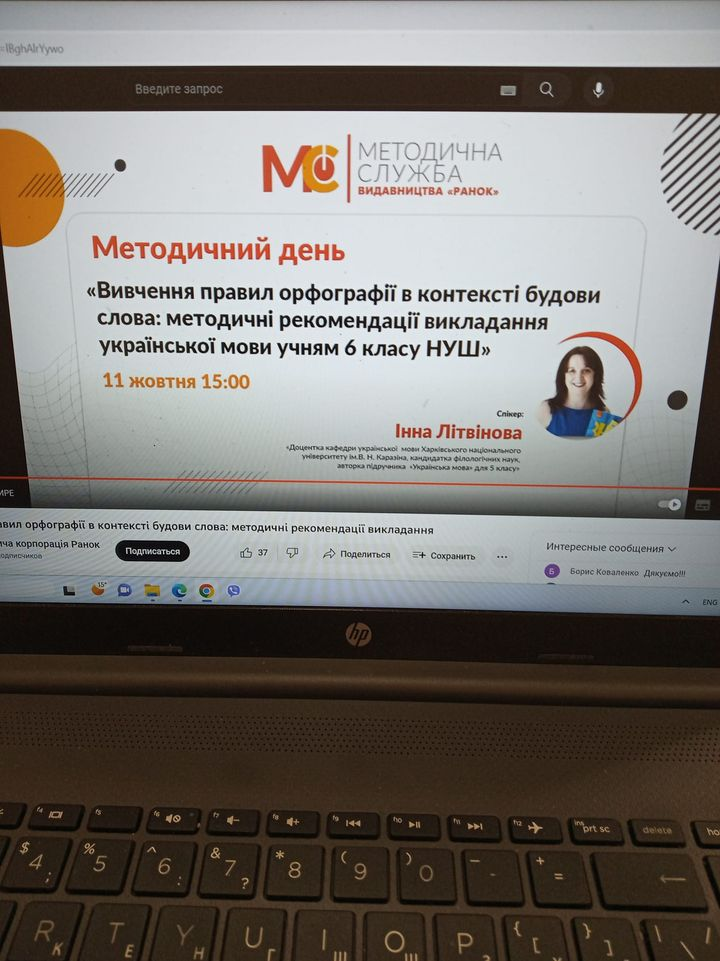 =lBghAlrYywo
Введите запрос
МС
МЕТОДИЧНА
СЛУЖБА
ВИДАВНИЦТВА «РАНОК»
Методичний день
«Вивчення правил орфографії в контексті будови
слова: методичні рекомендації викладання
української мови учням 6 класу НУШ»
11 жовтня 15:00
Спікер:
Інна Літвінова
«Доцентка кафедри української мови Харківського національного
університету ім.В. Н. Каразіна, кандидатка філологічних наук,
авторка підручника «Українська мова» для 5 класу»
ИРЕ
авил орфографії в контексті будови слова: методичні рекомендації викладання
ича корпорація Ранок
одписчиков
Подписаться
37
Поделиться
Сохранить
Интересные сообщения
Б Борис Коваленко Дякуємо!!!
15°
ENG
hp
f4 f5 f6 f7 f8 f9 f10 f11 f12 ins prt sc delete ho
$ 4 ; % 5 ^ 6 : & 7 ? * 8 ( 9 ) 0 _ - + =
R К T Е Y Н U Г I Ш O Щ P З { [ } ] | \ /